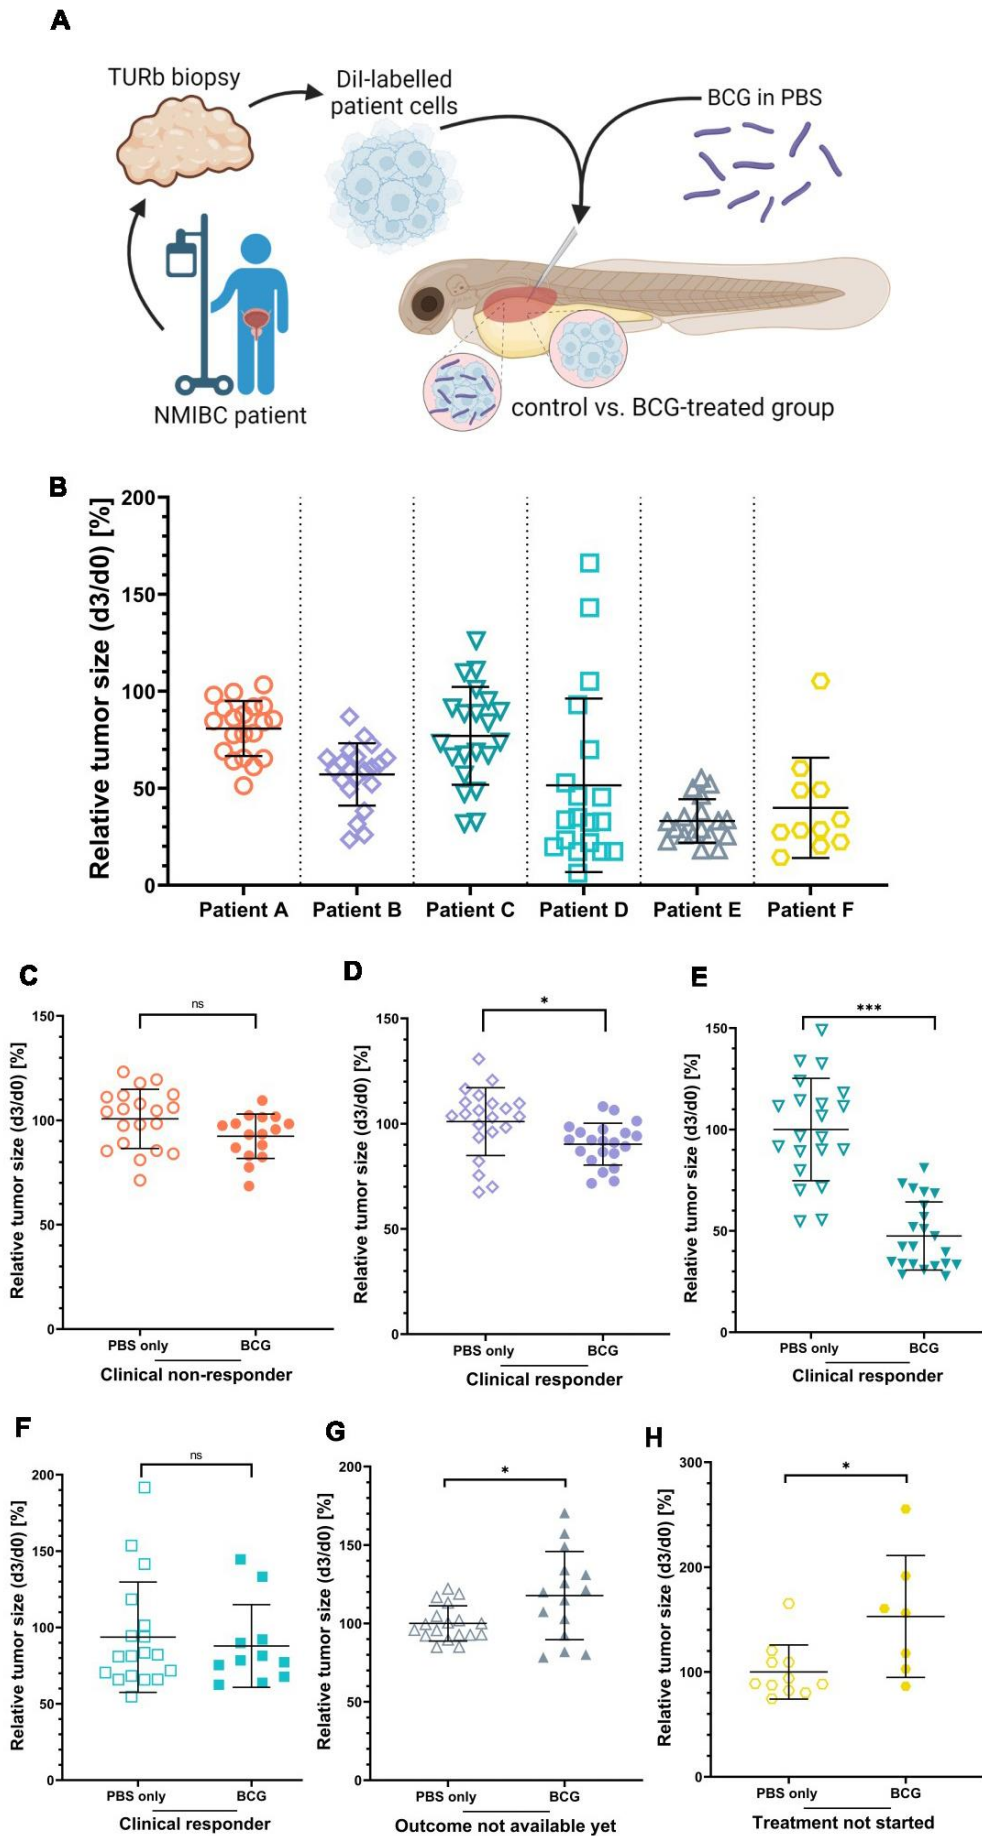 A
TURb biopsy
DiI-labelled
patient cells
BCG in PBS
NMIBC patient
control vs. BCG-treated group
B
Relative tumor size (d3/d0) [%]
200
150
100
50
0
Patient A
Patient B
Patient C
Patient D
Patient E
Patient F
C
Relative tumor size (d3/d0) [%]
150
100
50
0
ns
PBS only
BCG
Clinical non-responder
D
Relative tumor size (d3/d0) [%]
150
100
50
0
*
PBS only
BCG
Clinical responder
E
Relative tumor size (d3/d0) [%]
150
100
50
0
***
PBS only
BCG
Clinical responder
F
Relative tumor size (d3/d0) [%]
200
150
100
50
0
ns
PBS only
BCG
Clinical responder
G
Relative tumor size (d3/d0) [%]
200
150
100
50
0
*
PBS only
BCG
Outcome not available yet
H
Relative tumor size (d3/d0) [%]
300
200
100
0
*
PBS only
BCG
Treatment not started